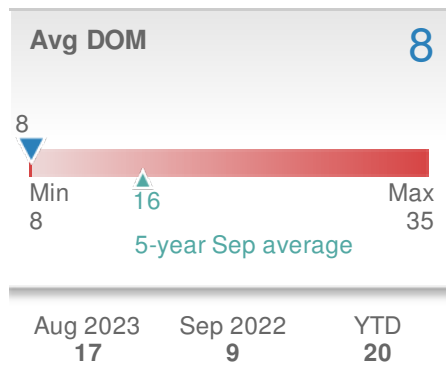 Avg DOM 8
8
Min Max
8 35
16
5-year Sep average
Aug 2023 Sep 2022 YTD
17 9 20